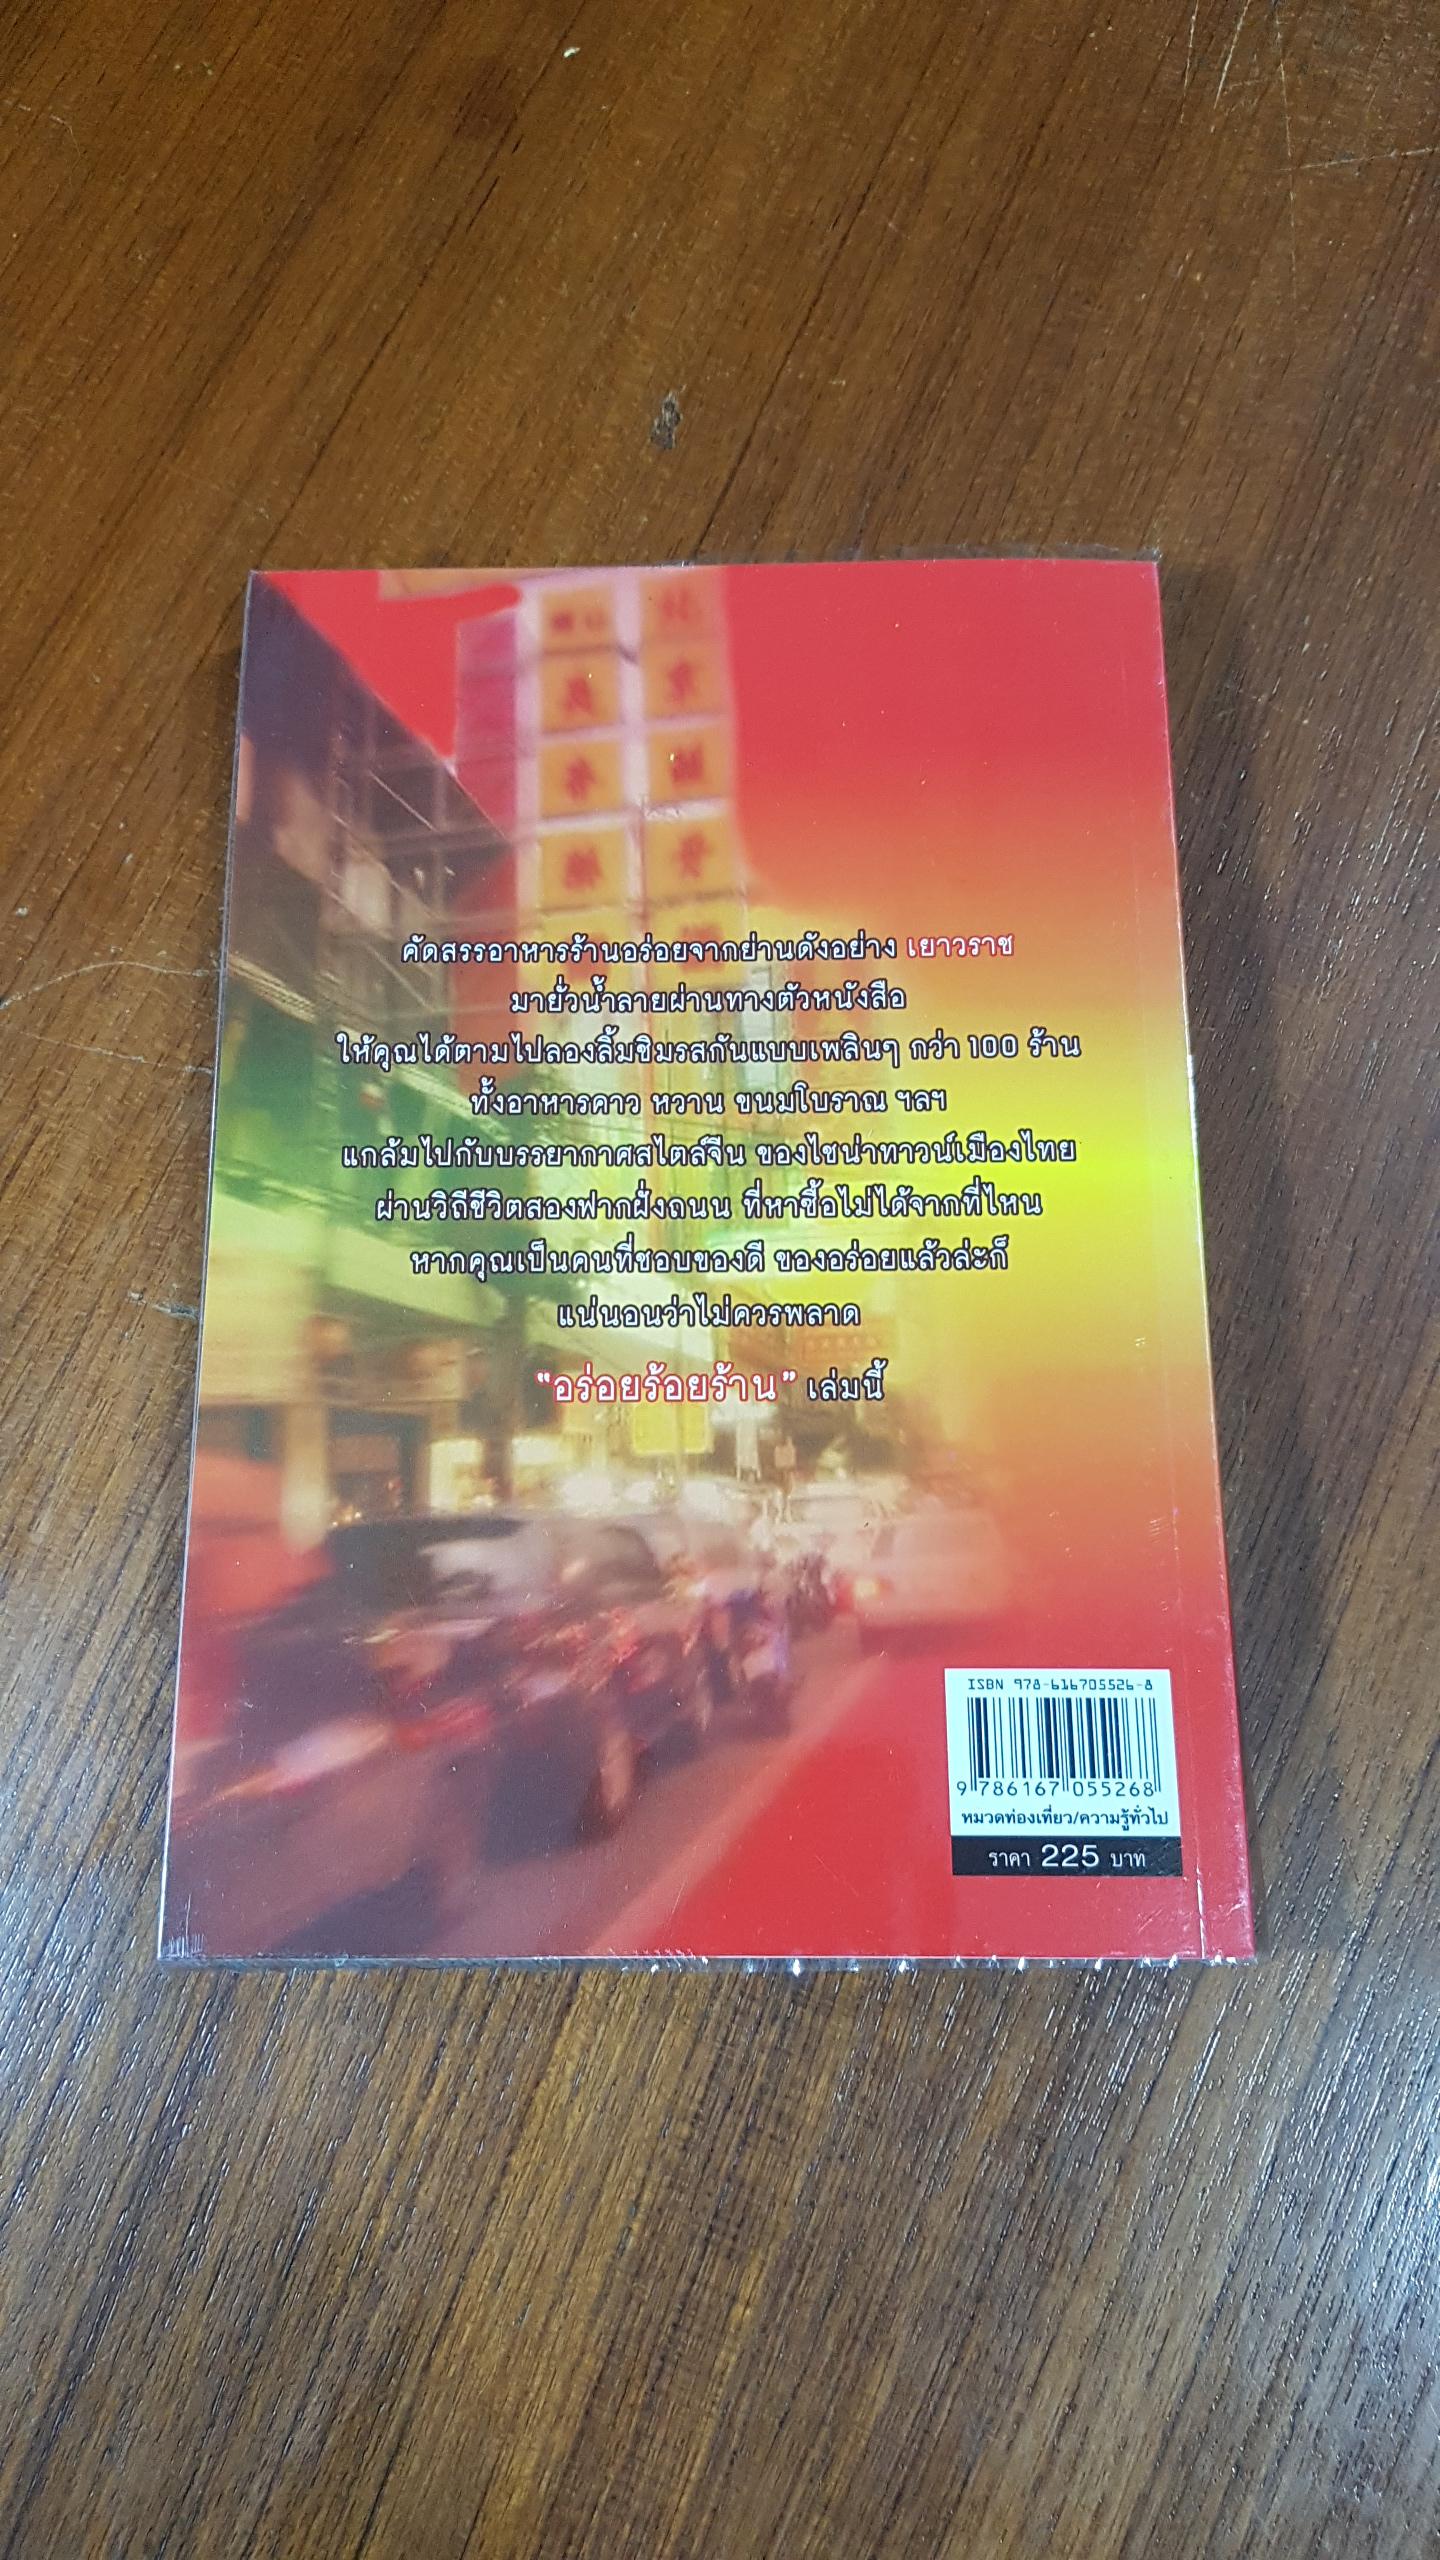 คัดสรรอาหารร้านอร่อยจากย่านดังอย่าง เยาวราช
มายั่วน้ำลายผ่านทางตัวหนังสือ
ให้คุณได้ตามไปลองลิ้มชิมรสกันแบบเพลินๆ กว่า 100 ร้าน
ทั้งอาหารคาว หวาน ขนมโบราณ ฯลฯ
แกล้มไปกับบรรยากาศสไตล์จีน ของไชน่าทาวน์เมืองไทย
ผ่านวิถีชีวิตสองฟากฝั่งถนน ที่หาซื้อไม่ได้จากที่ไหน
หากคุณเป็นคนที่ชอบของดี ของอร่อยแล้วล่ะก็
แน่นอนว่าไม่ควรพลาด
“อร่อยร้อยร้าน” เล่มนี้
ISBN 978-616705526-8
9 786167 055268
หมวดท่องเที่ยว/ความรู้ทั่วไป
ราคา 225 บาท